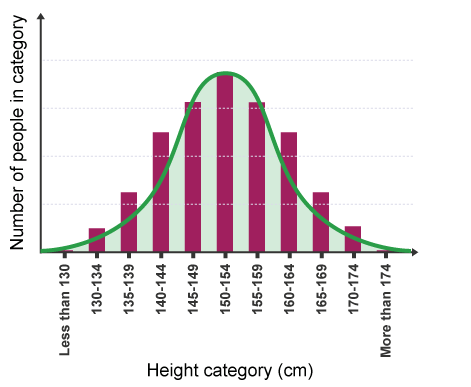 Number of people in category
Less than 130
130-134
135-139
140-144
145-149
150-154
155-159
160-164
165-169
170-174
More than 174
Height category (cm)